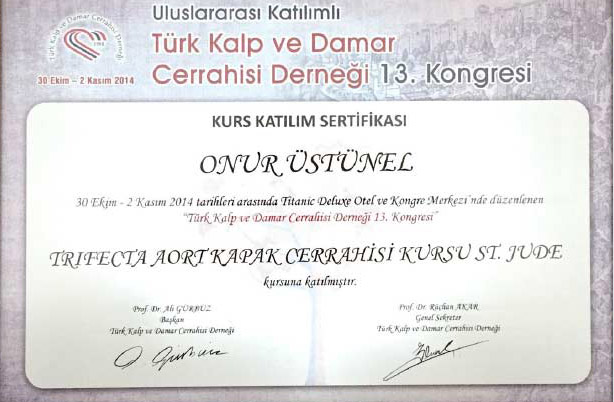 Uluslararası Katılımlı
Türk Kalp ve Damar
Cerrahisi Derneği 13. Kongresi
30 Ekim - 2 Kasım 2014
KURS KATILIM SERTİFİKASI
ONUR ÜSTÜNEL
30 Ekim - 2 Kasım 2014 tarihleri arasında Titanic Deluxe Otel ve Kongre Merkezi'nde düzenlenen
"Türk Kalp ve Damar Cerrahisi Derneği 13. Kongresi"
TRIFECTA AORT KAPAK CERRAHİSİ KURSU ST. JUDE
kursuna katılmıştır.
Prof. Dr. Ali GÜRBÜZ
Başkan
Türk Kalp ve Damar Cerrahisi Derneği
Prof. Dr. Rüçhan AKAR
Genel Sekreter
Türk Kalp ve Damar Cerrahisi Derneği